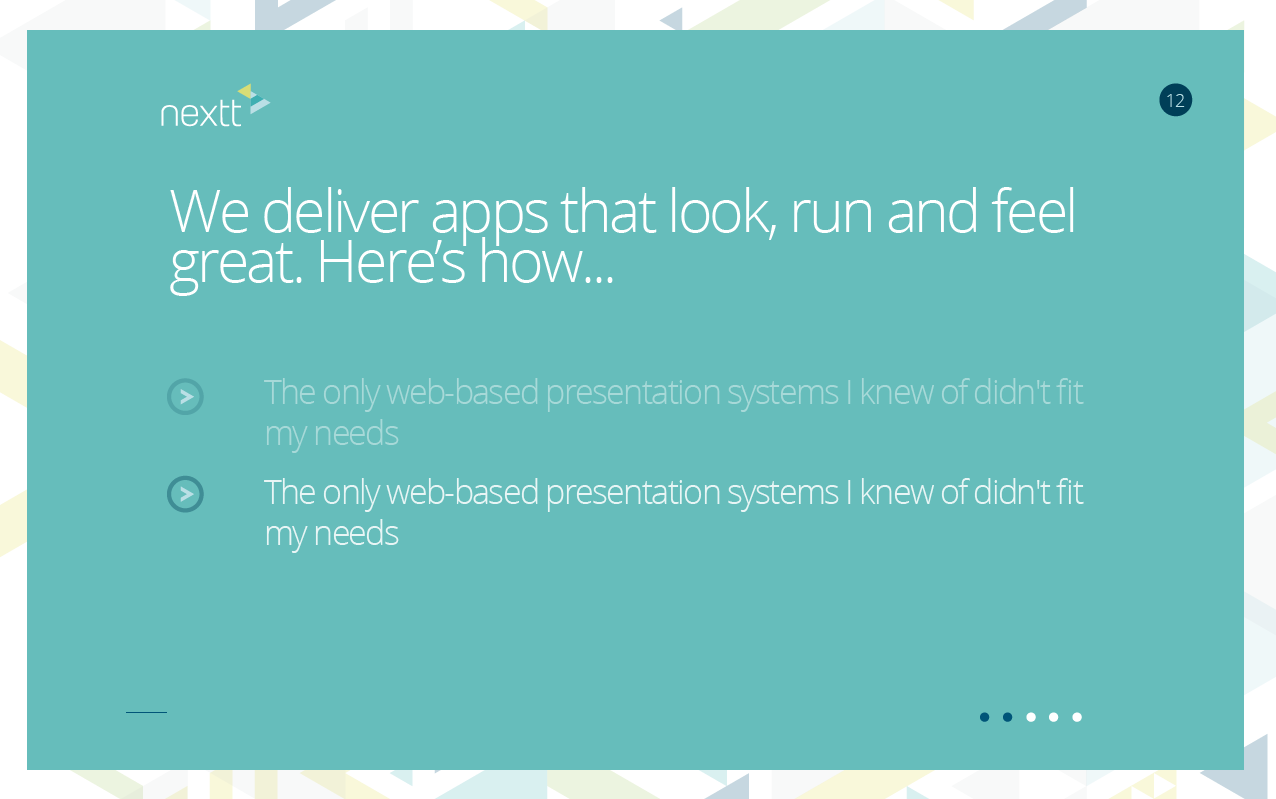 nextt
12
We deliver apps that look, run and feel
great. Here’s how...
The only web-based presentation systems I knew of didn't fit
my needs
The only web-based presentation systems I knew of didn't fit
my needs